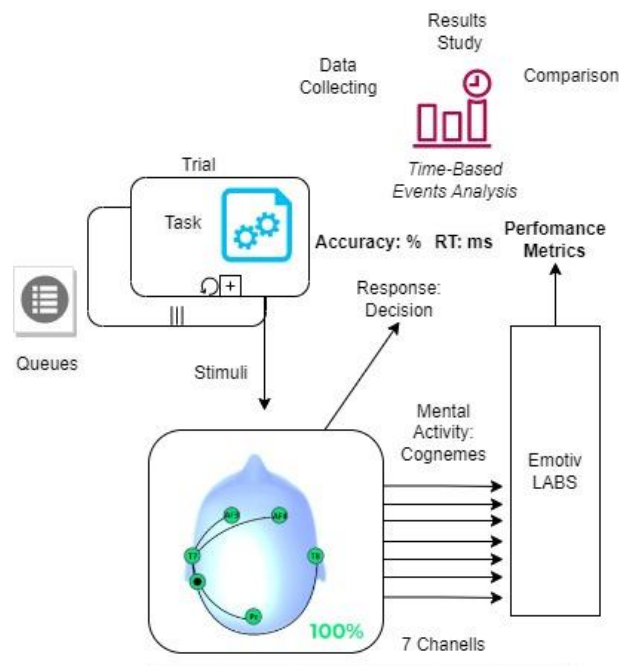 Results
Study
Data
Collecting
Comparison
Time-Based
Events Analysis
Trial
Task
Accuracy: % RT: ms
Perfomance
Metrics
Response:
Decision
Queues
Stimuli
Mental
Activity:
Cognemes
Emotiv
LABS
AF3
AF4
T7
T8
Pz
100%
7 Chanells